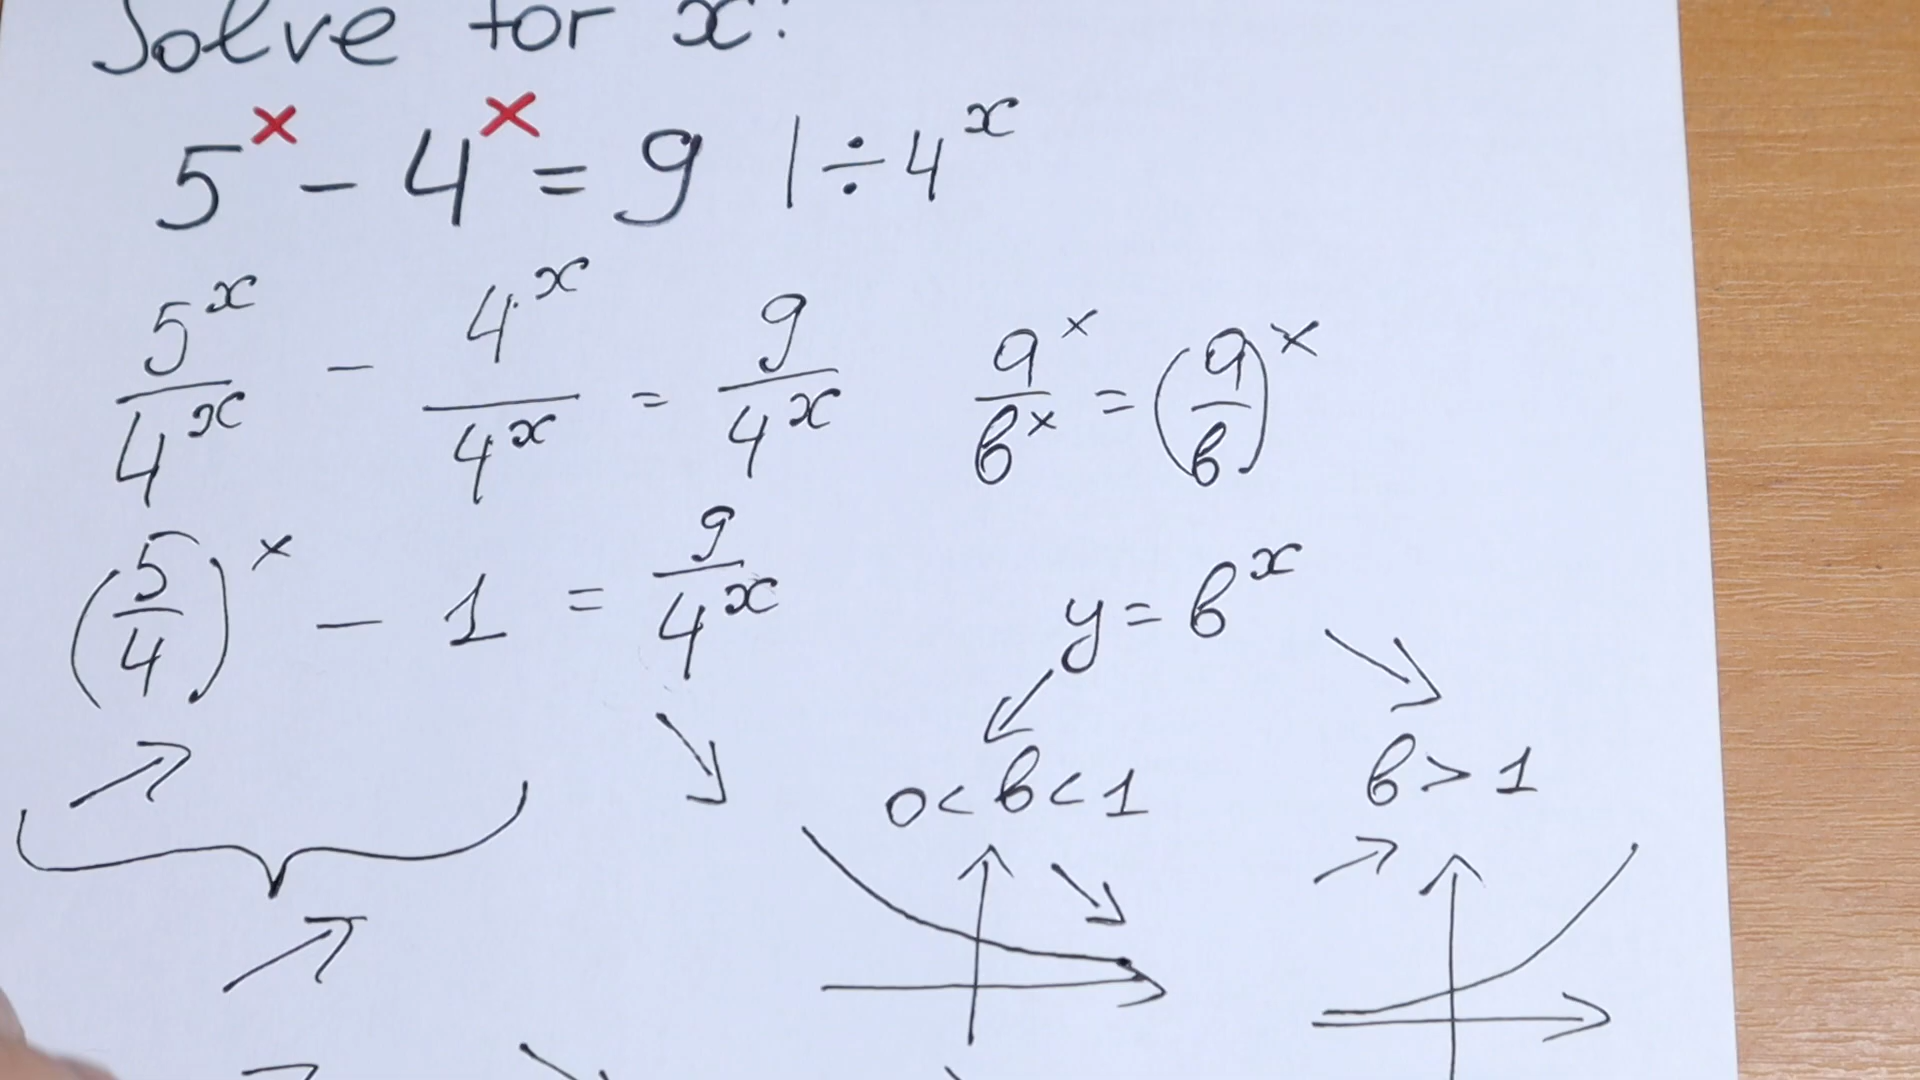 Solve for x:
5^x - 4^x = 9 | ÷ 4^x
5^x/4^x - 4^x/4^x = 9/4^x
a^x/b^x = (a/b)^x
(5/4)^x - 1 = 9/4^x
y = b^x
0 < b < 1
b > 1